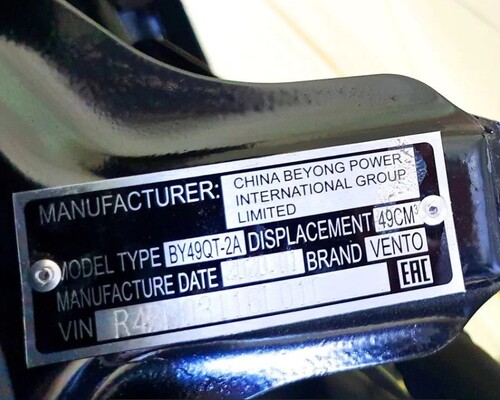 MANUFACTURER: CHINA BEYONG POWER
INTERNATIONAL GROUP
LIMITED
MODEL TYPE BY49QT-2A DISPLACEMENT 49CM³
MANUFACTURE DATE BRAND VENTO
VIN
EAC